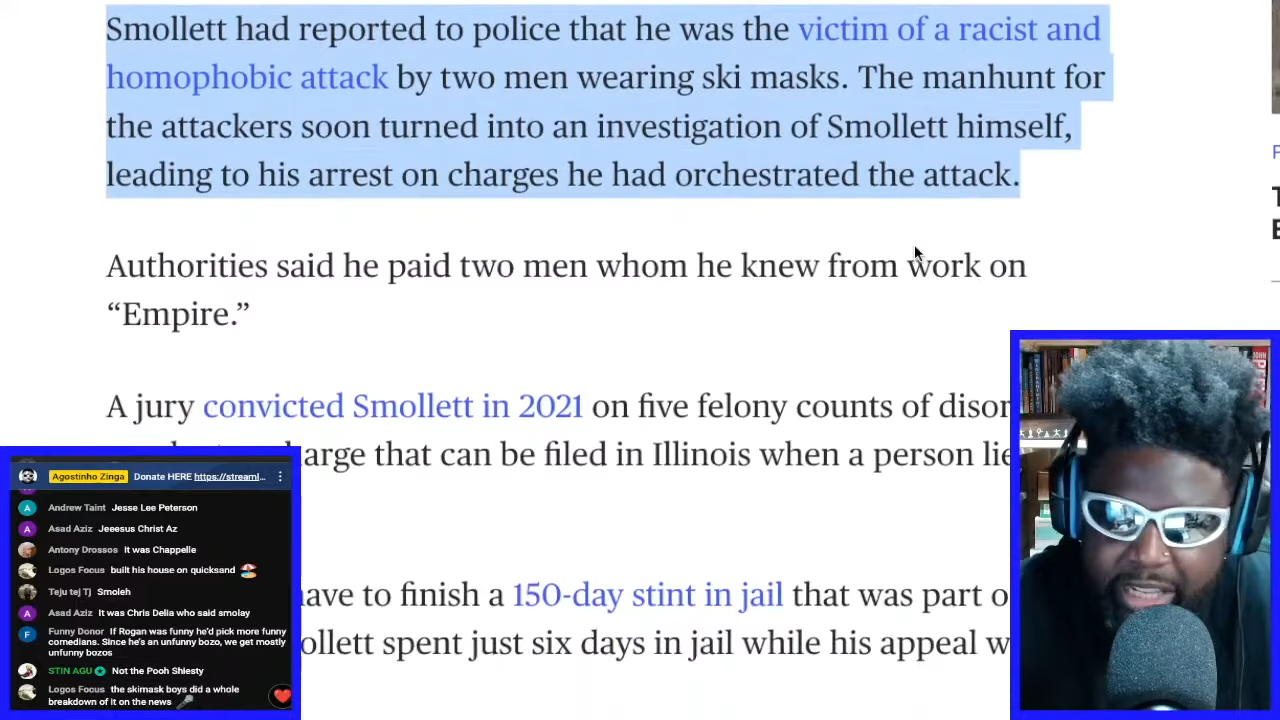 Smollett had reported to police that he was the victim of a racist and
homophobic attack by two men wearing ski masks. The manhunt for
the attackers soon turned into an investigation of Smollett himself,
leading to his arrest on charges he had orchestrated the attack.
Authorities said he paid two men whom he knew from work on
“Empire.”
A jury convicted Smollett in 2021 on five felony counts of disor
arge that can be filed in Illinois when a person lie
ave to finish a 150-day stint in jail that was part o
ollett spent just six days in jail while his appeal w
Agostinho Zinga Donate HERE https://streaml...
Andrew Taint Jesse Lee Peterson
Asad Aziz Jeeesus Christ Az
Antony Drossos It was Chappelle
Logos Focus built his house on quicksand
Teju tej Tj Smoleh
Asad Aziz It was Chris Delia who said smolay
Funny Donor If Rogan was funny he'd pick more funny
comedians. Since he's an unfunny bozo, we get mostly
unfunny bozos
STIN AGU Not the Pooh Shiesty
Logos Focus the skimask boys did a whole
breakdown of it on the news